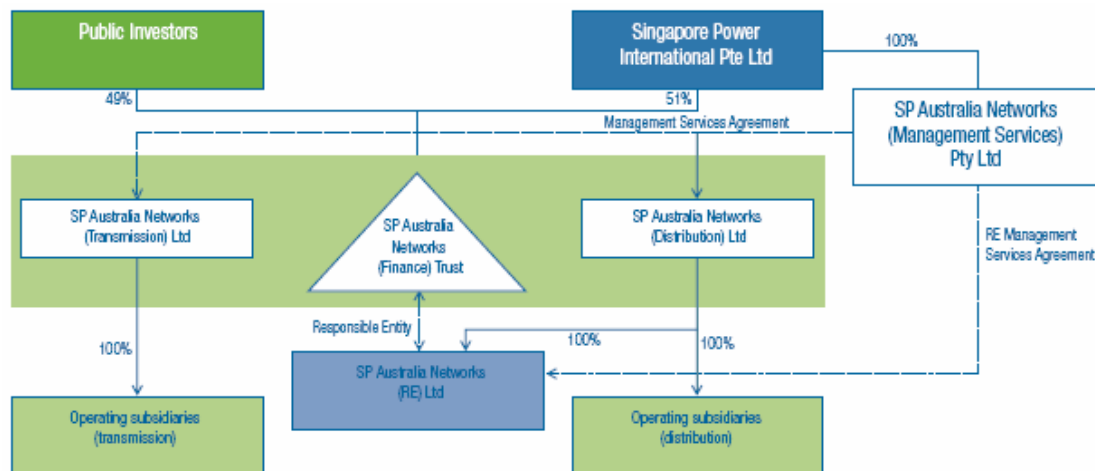 Public Investors
Singapore Power
International Pte Ltd
100%
49%
51%
SP Australia Networks
(Management Services)
Pty Ltd
Management Services Agreement
SP Australia Networks
(Transmission) Ltd
SP Australia
Networks
(Finance) Trust
SP Australia Networks
(Distribution) Ltd
RE Management
Services Agreement
Responsible Entity
100%
100%
100%
SP Australia Networks
(RE) Ltd
Operating subsidiaries
(transmission)
Operating subsidiaries
(distribution)